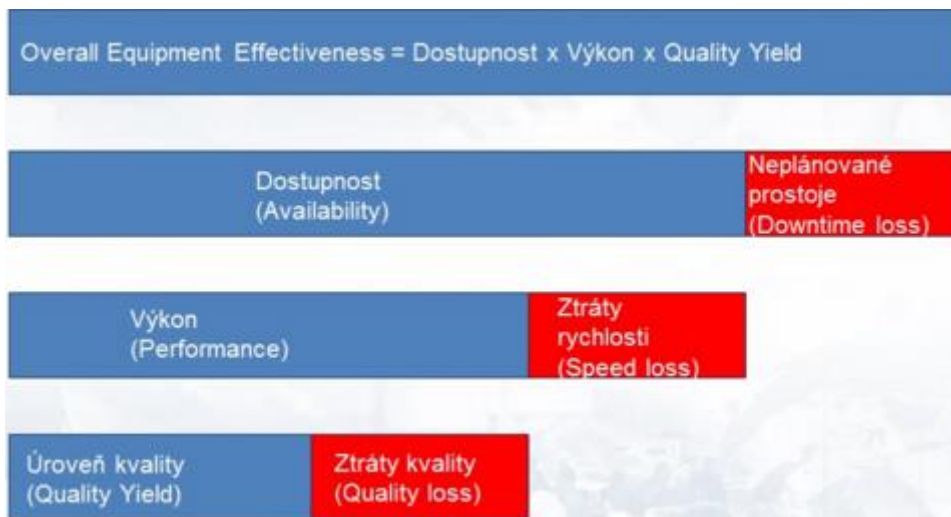 Overall Equipment Effectiveness = Dostupnost x Výkon x Quality Yield
Dostupnost
(Availability)
Neplánované
prostoje
(Downtime loss)
Výkon
(Performance)
Ztráty
rychlosti
(Speed loss)
Úroveň kvality
(Quality Yield)
Ztráty kvality
(Quality loss)